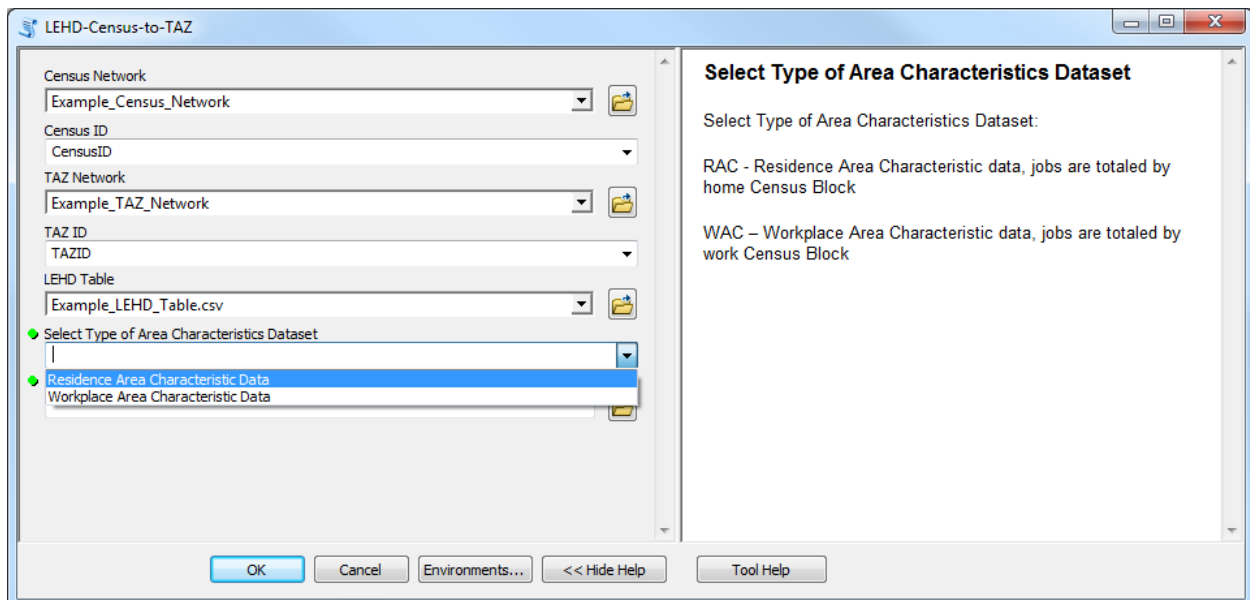 LEHD-Census-to-TAZ
Census Network
Example_Census_Network
Census ID
CensusID
TAZ Network
Example_TAZ_Network
TAZ ID
TAZID
LEHD Table
Example_LEHD_Table.csv
Select Type of Area Characteristics Dataset
Residence Area Characteristic Data
Workplace Area Characteristic Data
OK
Cancel
Environments...
<< Hide Help
Select Type of Area Characteristics Dataset
Select Type of Area Characteristics Dataset:
RAC - Residence Area Characteristic data, jobs are totaled by
home Census Block
WAC – Workplace Area Characteristic data, jobs are totaled by
work Census Block
Tool Help